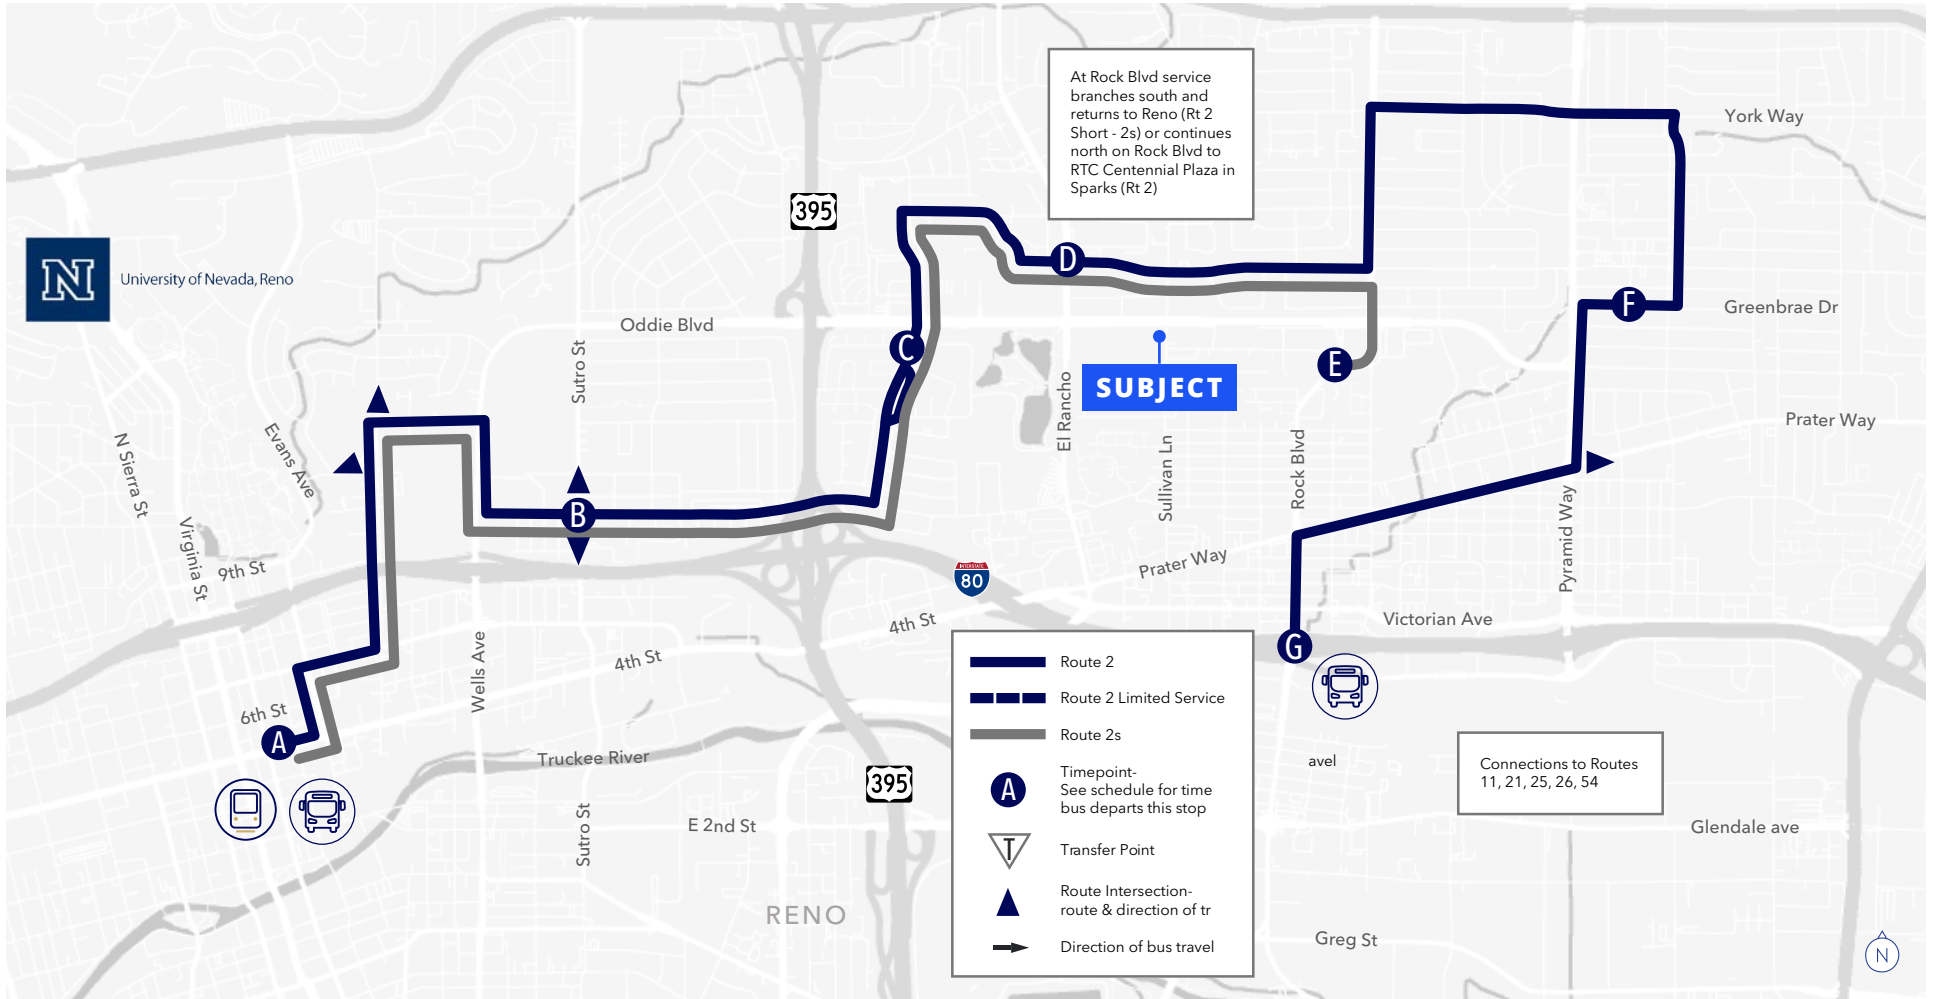 At Rock Blvd service
branches south and
returns to Reno (Rt 2
Short - 2s) or continues
north on Rock Blvd to
RTC Centennial Plaza in
Sparks (Rt 2)
York Way
395
N
University of Nevada, Reno
D
Oddie Blvd
F
Greenbrae Dr
Sutro St
C
E
SUBJECT
El Rancho
Prater Way
N Sierra St
Evans Ave
Sullivan Ln
Rock Blvd
B
Virginia St
9th St
Pyramid Way
Prater Way
INTERSTATE
80
4th St
Victorian Ave
Wells Ave
4th St
G
6th St
A
Truckee River
Route 2
Route 2 Limited Service
Route 2s
A
Timepoint-
See schedule for time
bus departs this stop
T
Transfer Point
Route Intersection-
route & direction of tr
Direction of bus travel
avel
395
Connections to Routes
11, 21, 25, 26, 54
Sutro St
E 2nd St
Glendale ave
RENO
Greg St
N